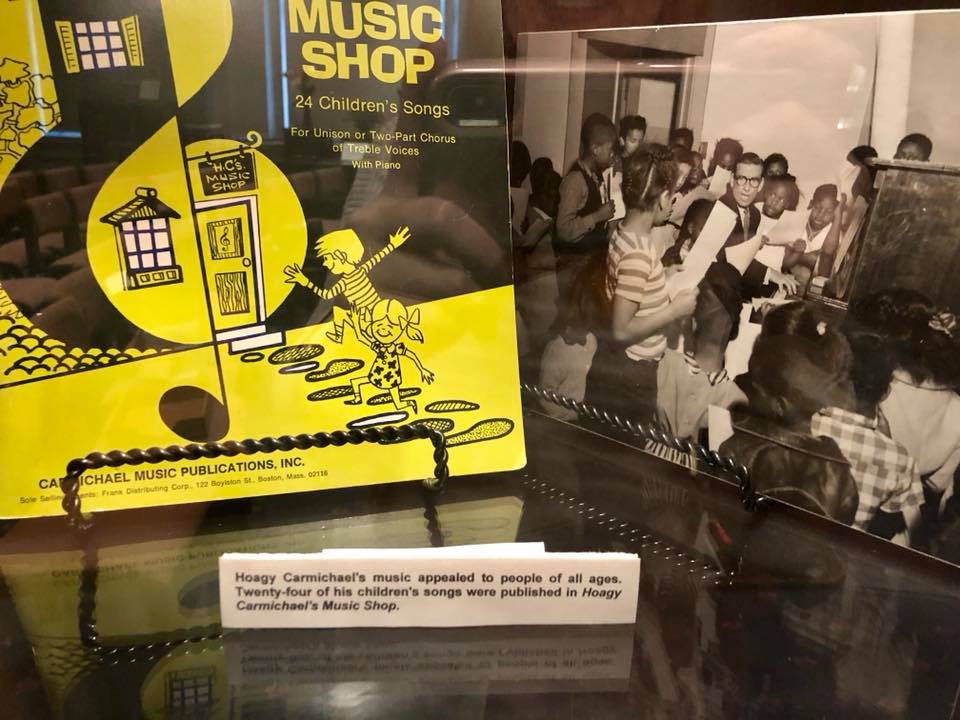 MUSIC
SHOP
24 Children's Songs
For Unison or Two-Part Chorus
of Treble Voices
With Piano
H.C's
MUSIC
SHOP
CARMICHAEL MUSIC PUBLICATIONS, INC.
Sole Selling Agents: Frank Distributing Corp., 122 Boylston St., Boston, Mass. 02116
Hoagy Carmichael's music appealed to people of all ages.
Twenty-four of his children's songs were published in Hoagy
Carmichael's Music Shop.